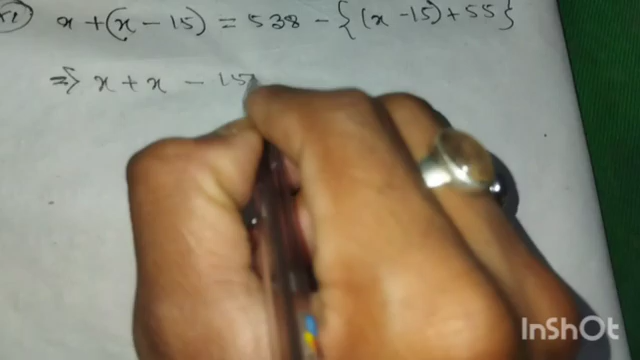 x + (x - 15) = 538 - {(x - 15) + 55}
⇒ x + x - 15
InShOt